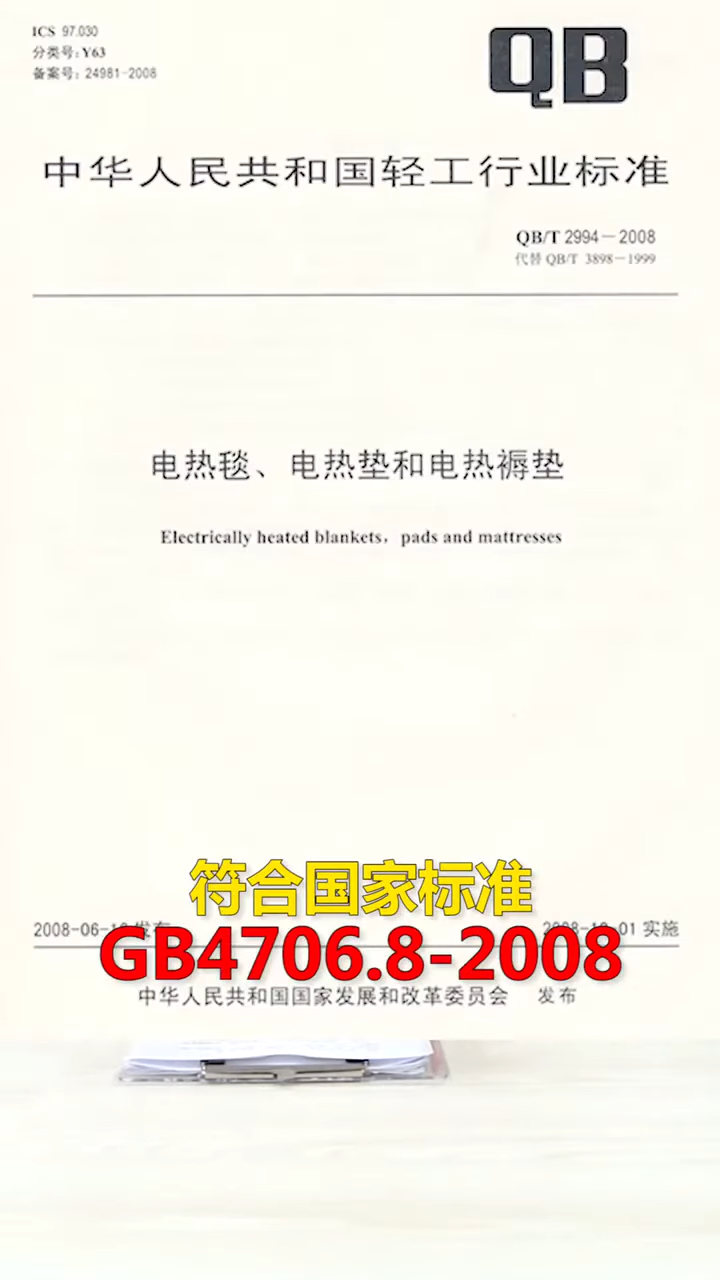 ICS 97.030
分类号:Y63
备案号: 24981-2008
QB
中华人民共和国轻工行业标准
QB/T 2994—2008
代替 QB/T 3898—1999
电热毯、电热垫和电热褥垫
Electrically heated blankets, pads and mattresses
符合国家标准
2008-06-16 发布
2008-12-01 实施
GB4706.8-2008
中华人民共和国国家发展和改革委员会 发布